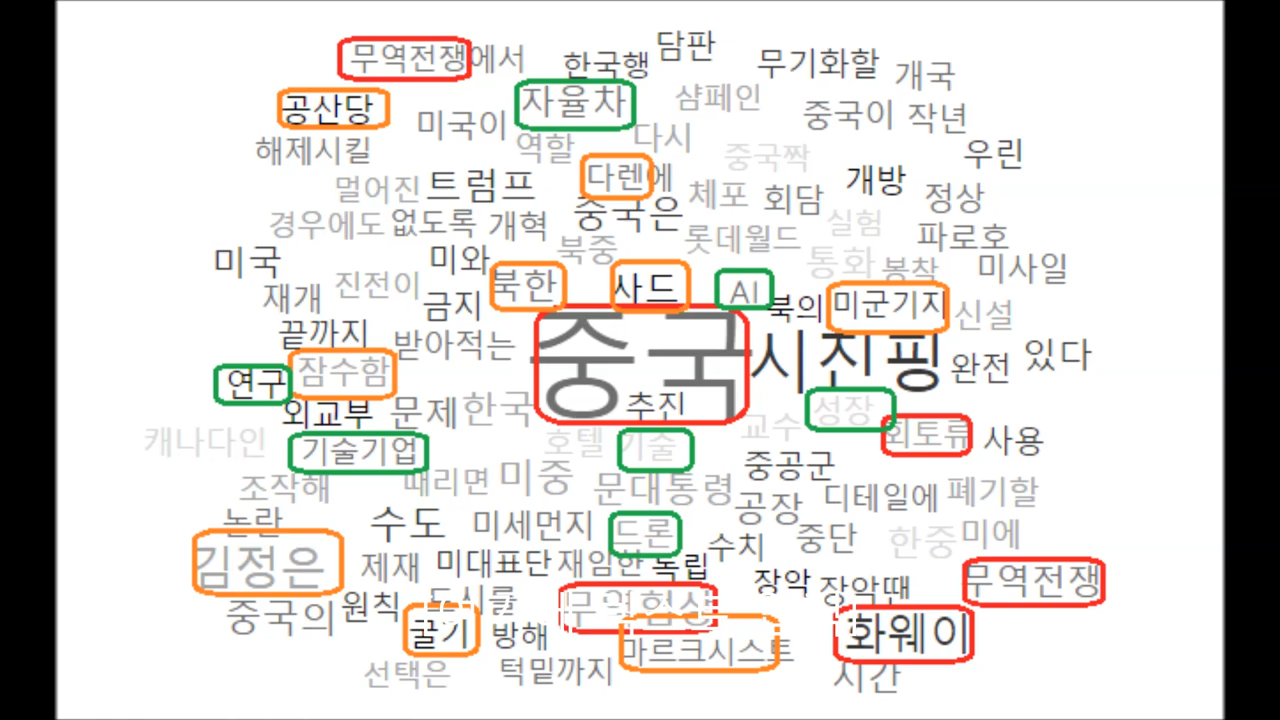 무역전쟁에서 한국행 담판 무기화할 개국
공산당 미국이 자율차 샴페인 중국이 작년
해제시킬 역할 다시 중국짝 우린
멀어진 트럼프 다렌에 체포 회담 개방 정상
경우에도 없도록 개혁 중국은 롯데월드 실험 파로호
미국 미와 북중 통화 봉착 미사일
재개 진전이 금지 북한 사드 AI 북의 미군기지 신설
끝까지 받아적는 중국 시진핑 완전 있다
연구 잠수함
외교부 문제 한국 추진 교수 성장 희토류 사용
캐나다인 기술기업 호텔 기술 중공군
조작해 때리면 미중 문대통령 공장 디테일에 폐기할
논란 수도 미세먼지 드론 수치 중단 한중 미에
김정은 제재 미대표단 재임한 독립 장악 장악땐 무역전쟁
중국의 원칙 도시를 무역협상 화웨이
굴기 방해 마르크시스트
선택은 턱밑까지 시간